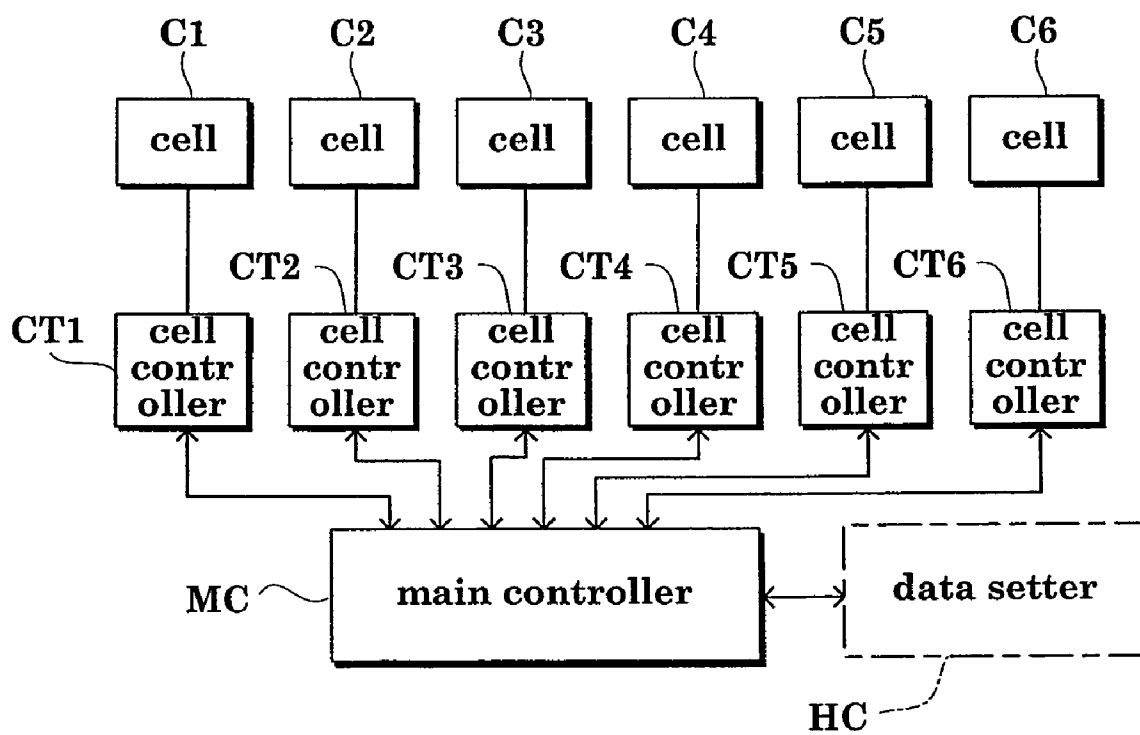 C1 C2 C3 C4 C5 C6
cell cell cell cell cell cell
CT1 CT2 CT3 CT4 CT5 CT6
cell
contr
oller
cell
contr
oller
cell
contr
oller
cell
contr
oller
cell
contr
oller
cell
contr
oller
MC
main controller
data setter
HC